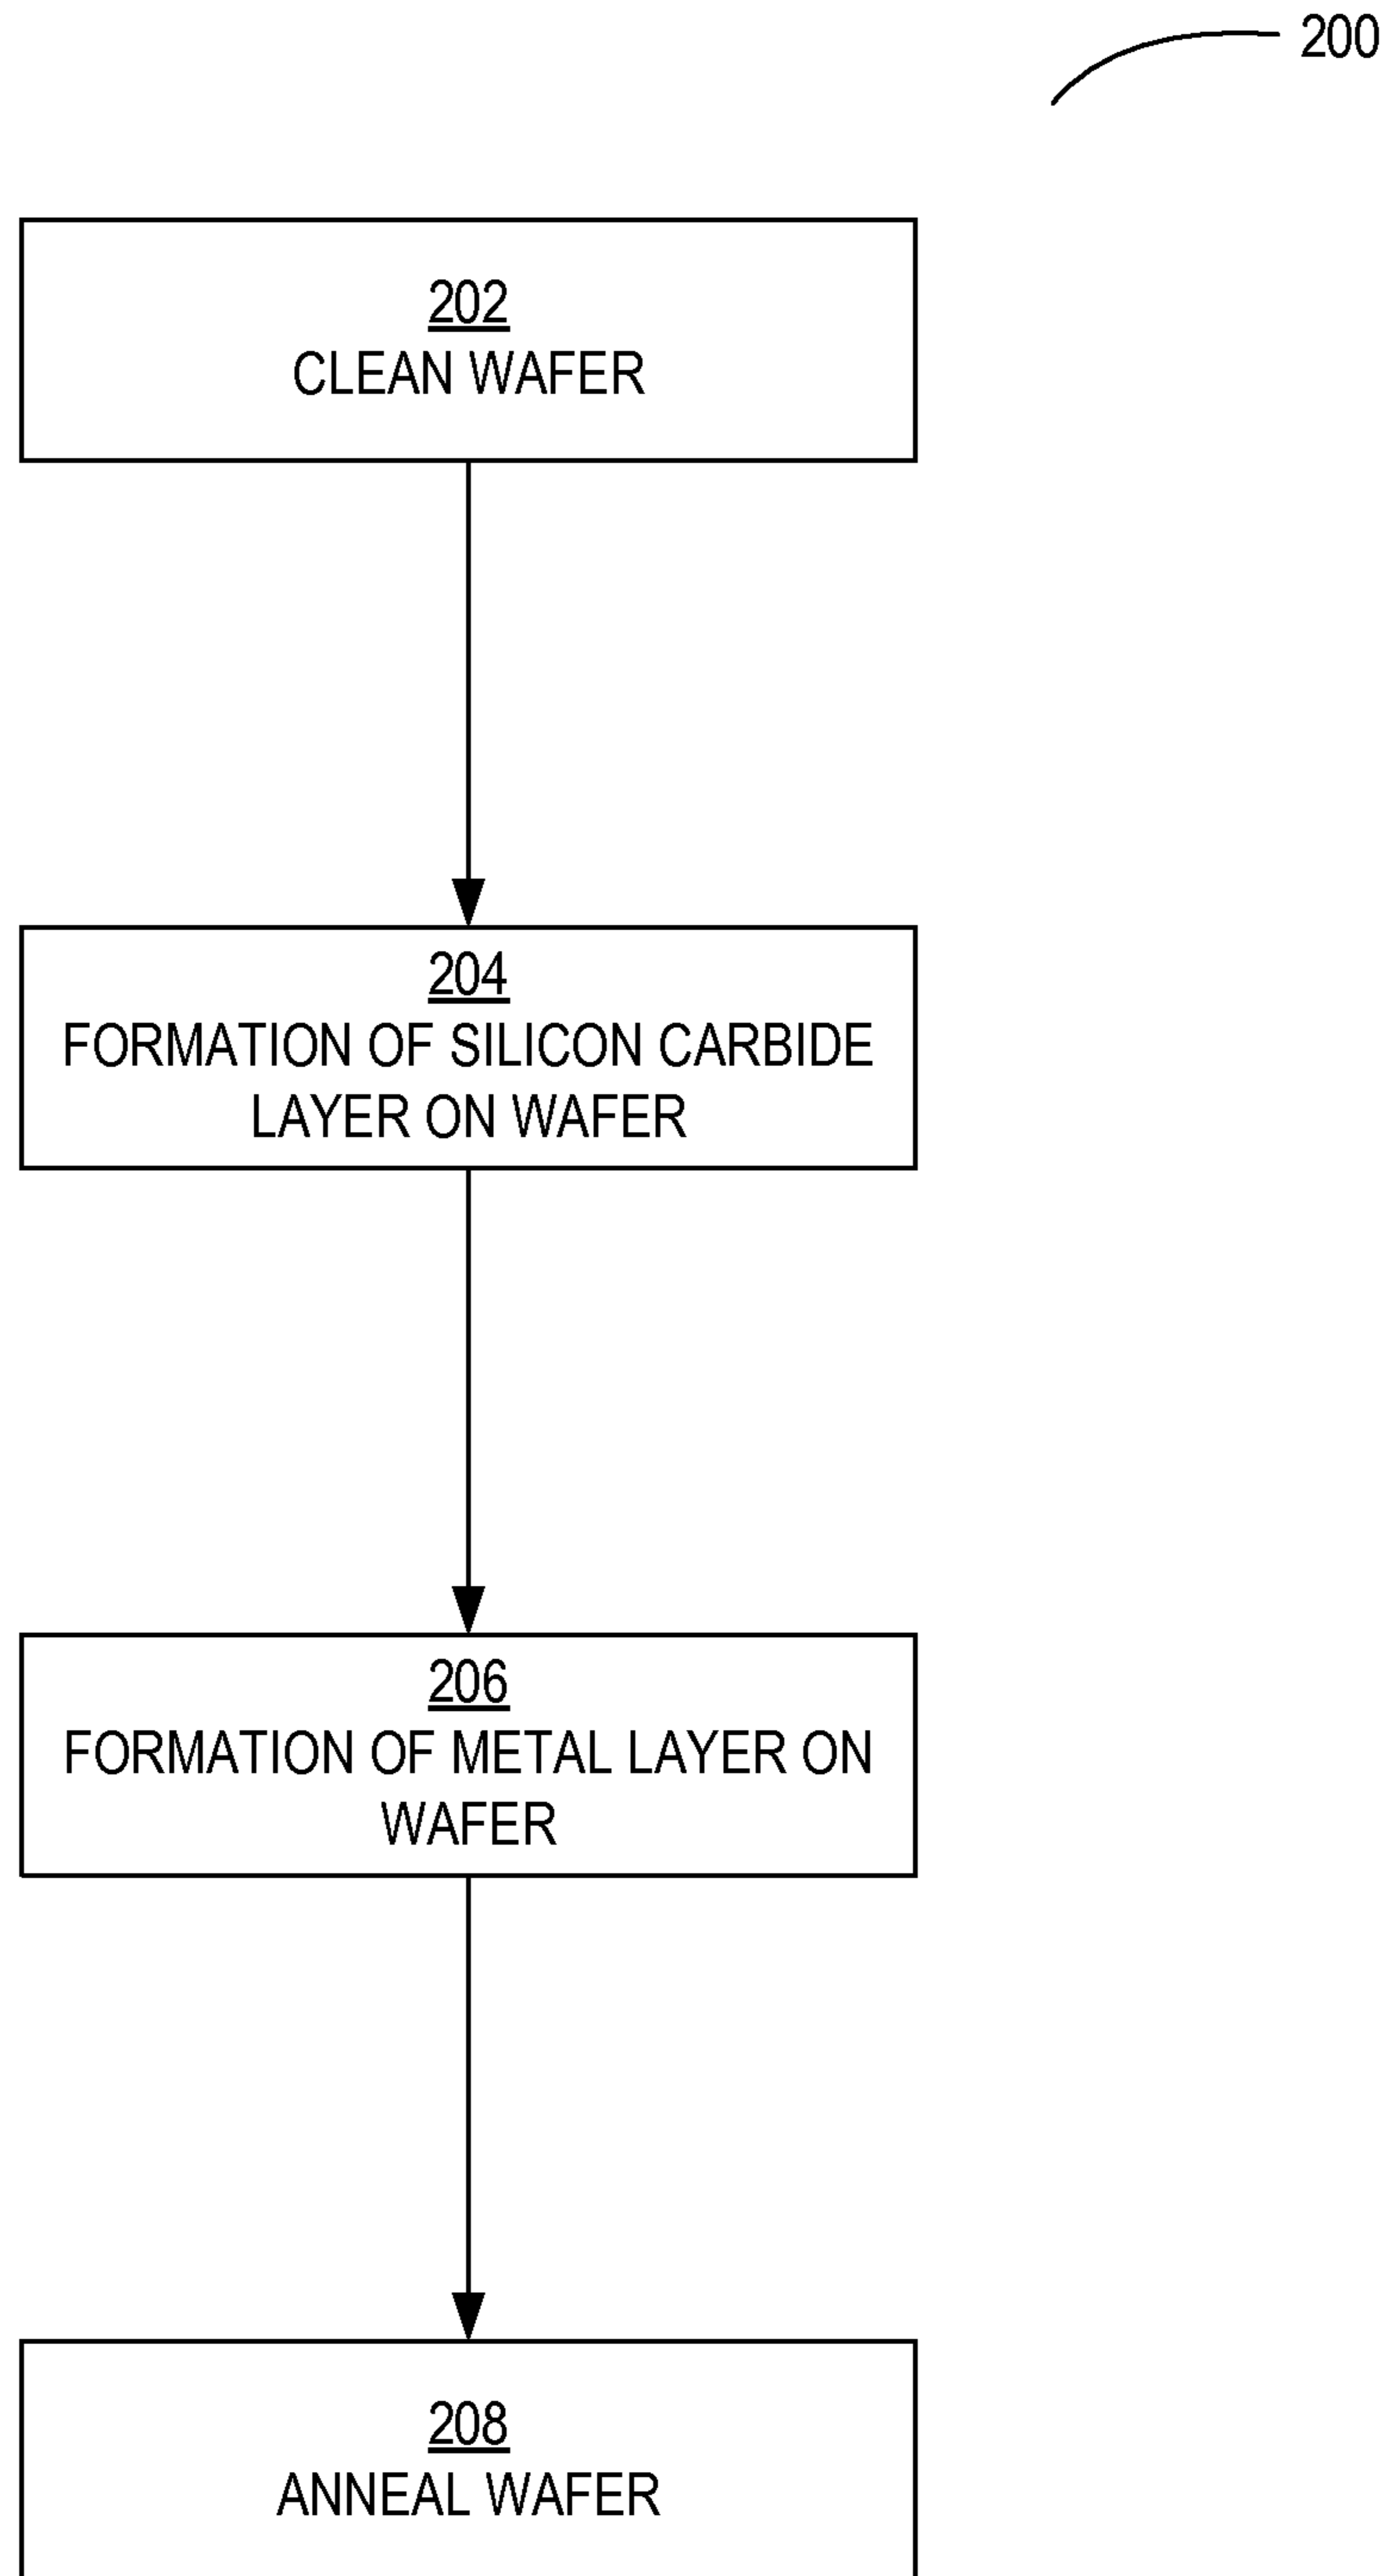 200
202
CLEAN WAFER
204
FORMATION OF SILICON CARBIDE
LAYER ON WAFER
206
FORMATION OF METAL LAYER ON
WAFER
208
ANNEAL WAFER